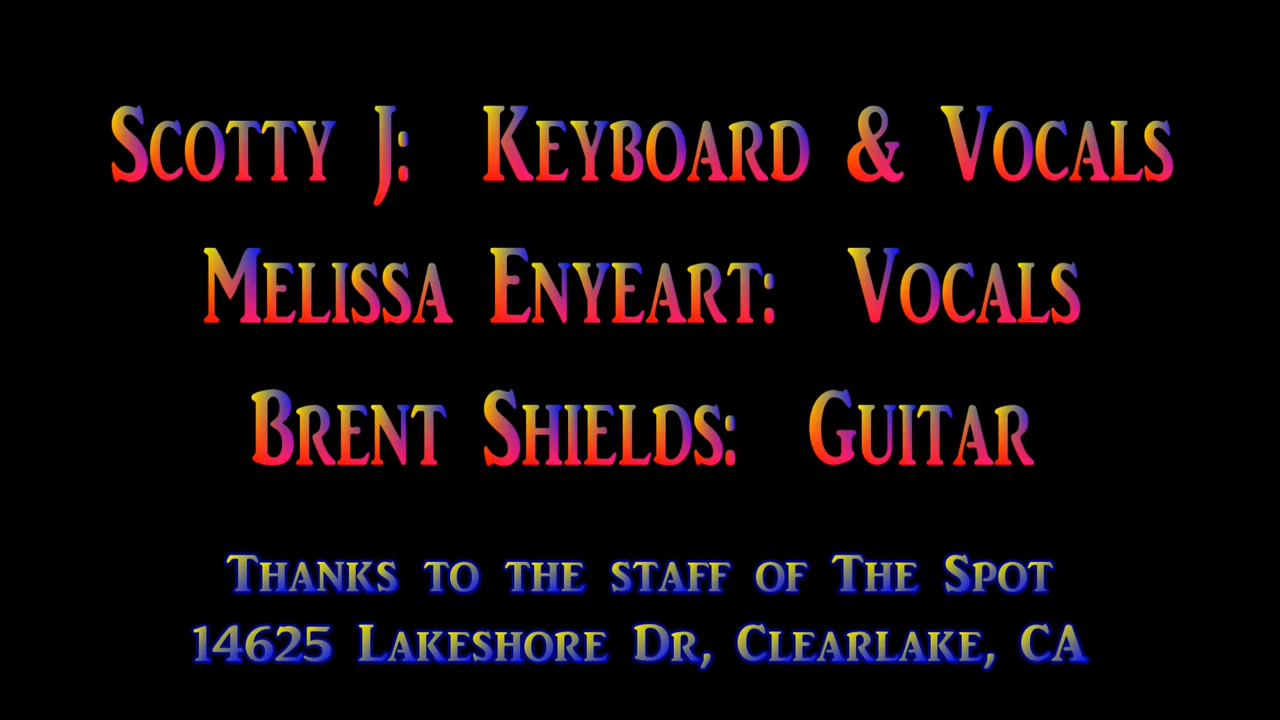 Scotty J: Keyboard & Vocals
Melissa Enyeart: Vocals
Brent Shields: Guitar
Thanks to the staff of The Spot
14625 Lakeshore Dr, Clearlake, CA